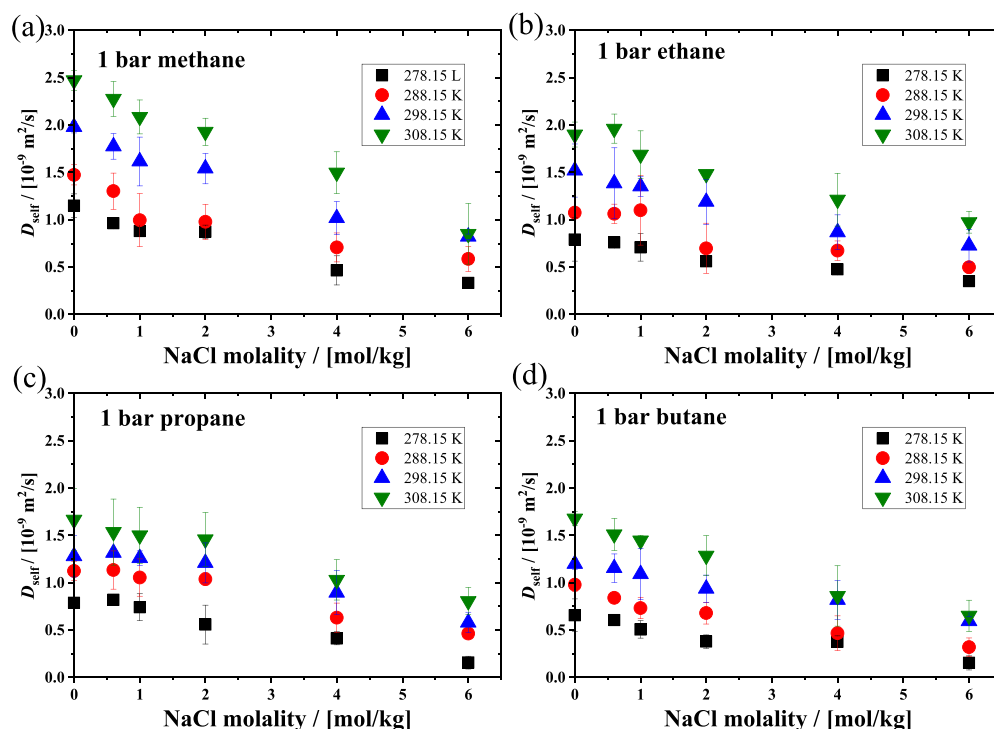 (a)
1 bar methane
278.15 L
288.15 K
298.15 K
308.15 K
D_self / [10⁻⁹ m²/s]
3.0
2.5
2.0
1.5
1.0
0.5
0.0
0 1 2 3 4 5 6
NaCl molality / [mol/kg]
(b)
1 bar ethane
278.15 K
288.15 K
298.15 K
308.15 K
D_self / [10⁻⁹ m²/s]
3.0
2.5
2.0
1.5
1.0
0.5
0.0
0 1 2 3 4 5 6
NaCl molality / [mol/kg]
(c)
1 bar propane
278.15 K
288.15 K
298.15 K
308.15 K
D_self / [10⁻⁹ m²/s]
3.0
2.5
2.0
1.5
1.0
0.5
0.0
0 1 2 3 4 5 6
NaCl molality / [mol/kg]
(d)
1 bar butane
278.15 K
288.15 K
298.15 K
308.15 K
D_self / [10⁻⁹ m²/s]
3.0
2.5
2.0
1.5
1.0
0.5
0.0
0 1 2 3 4 5 6
NaCl molality / [mol/kg]